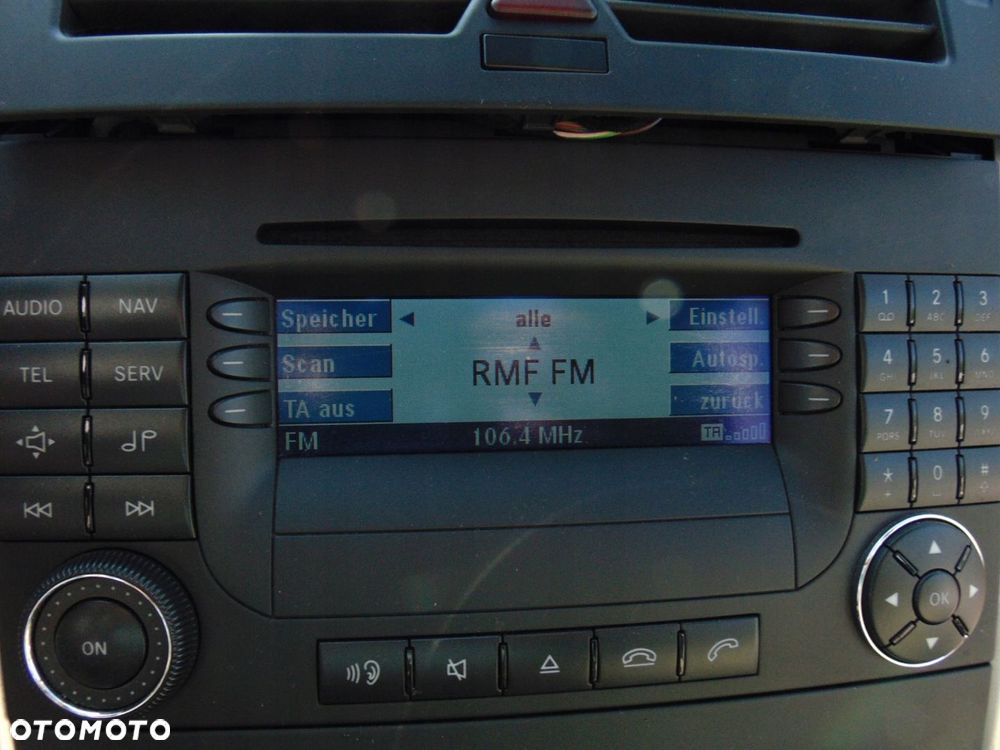 AUDIO NAV
TEL SERV
ON
Speicher alle Einstell.
Scan RMF FM Autosp.
TA aus zurück
FM 106.4 MHz TA
1 2 ABC 3 DEF
4 GHI 5 JKL 6 MNO
7 PQRS 8 TUV 9
* 0 #
+
OK
OTOMOTO